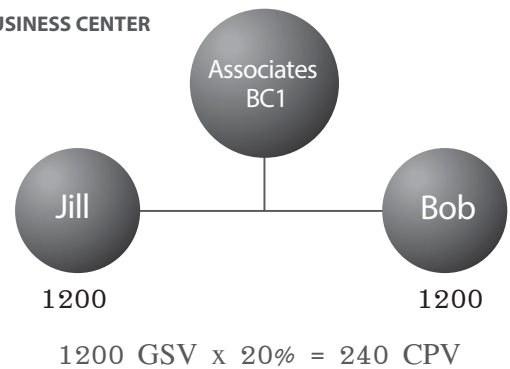 USINESS CENTER
Associates
BC1
Jill
Bob
1200
1200
1200 GSV x 20% = 240 CPV